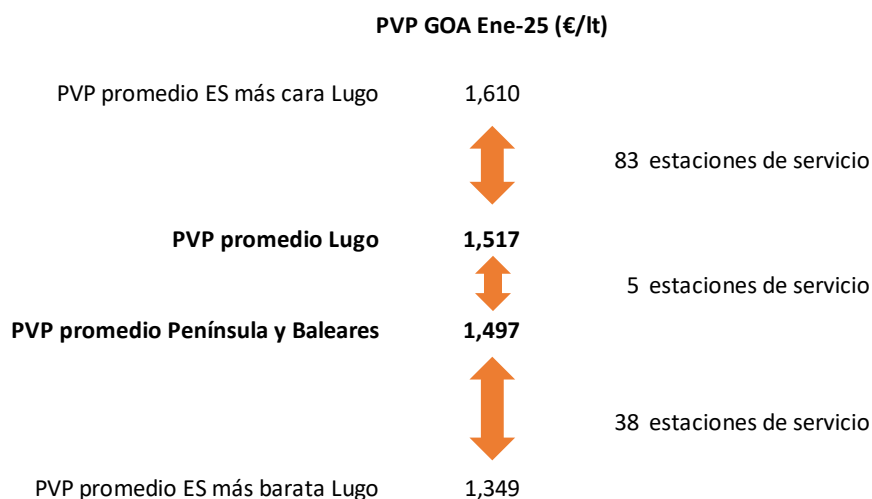 PVP GOA Ene-25 (€/lt)
PVP promedio ES más cara Lugo 1,610
83 estaciones de servicio
PVP promedio Lugo 1,517
5 estaciones de servicio
PVP promedio Península y Baleares 1,497
38 estaciones de servicio
PVP promedio ES más barata Lugo 1,349